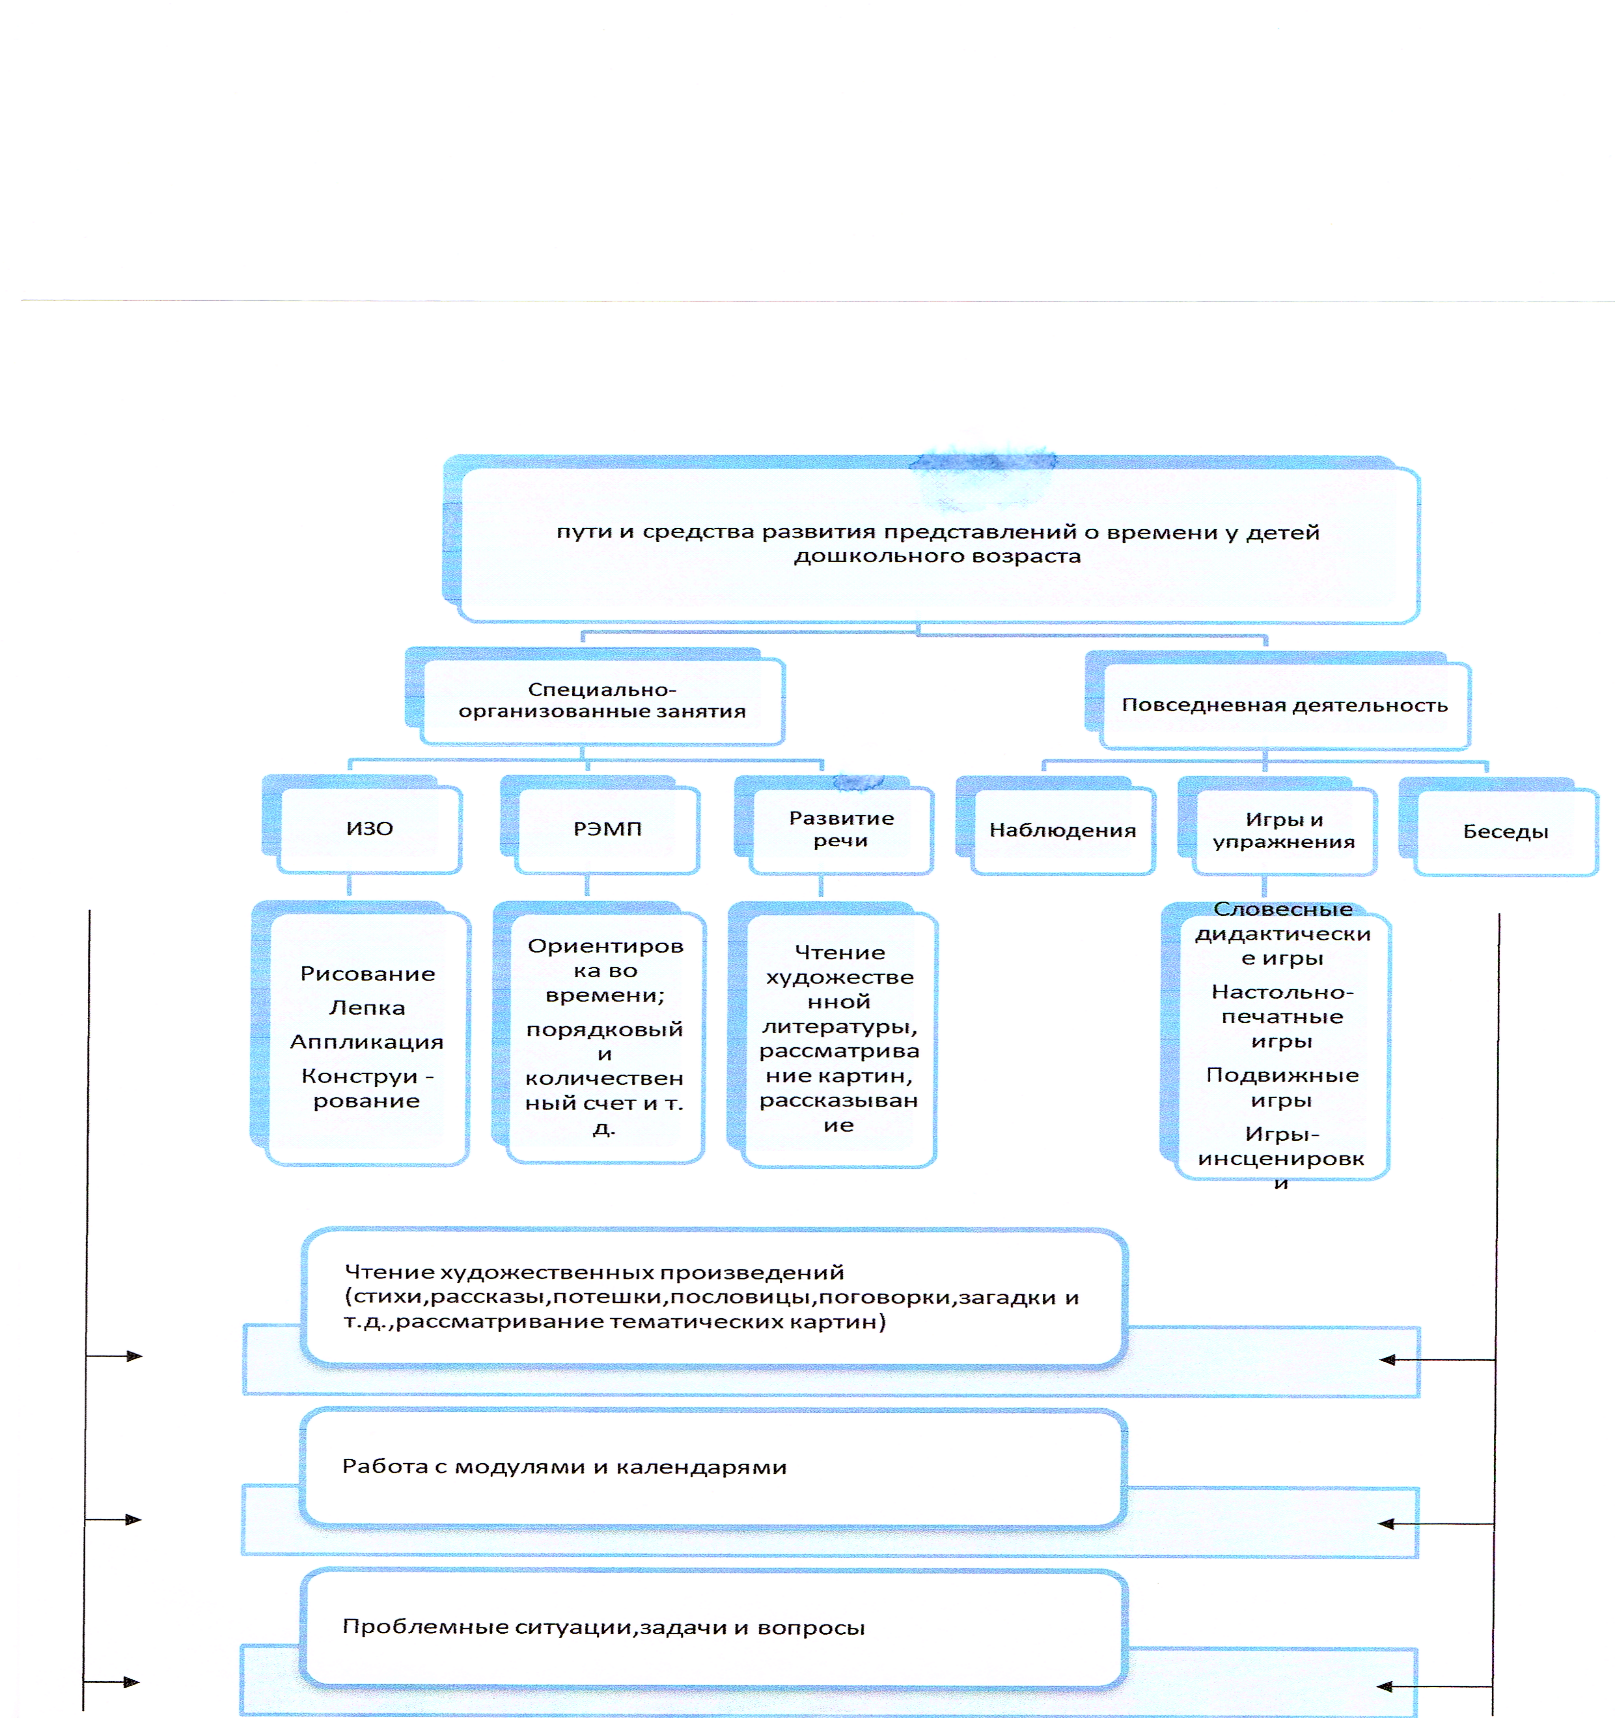 пути и средства развития представлений о времени у детей
дошкольного возраста
Специально-
организованные занятия
Повседневная деятельность
ИЗО
РЭМП
Развитие
речи
Наблюдения
Игры и
упражнения
Беседы
Рисование
Лепка
Аппликация
Конструи -
рование
Ориентиров
ка во
времени;
порядковый
и
количествен
ный счет и т.
д.
Чтение
художестве
нной
литературы,
рассматрива
ние картин,
рассказыван
ие
Словесные
дидактически
е игры
Настольно-
печатные
игры
Подвижные
игры
Игры-
инсценировк
и
Чтение художественных произведений
(стихи,рассказы,потешки,пословицы,поговорки,загадки и
т.д.,рассматривание тематических картин)
Работа с модулями и календарями
Проблемные ситуации,задачи и вопросы